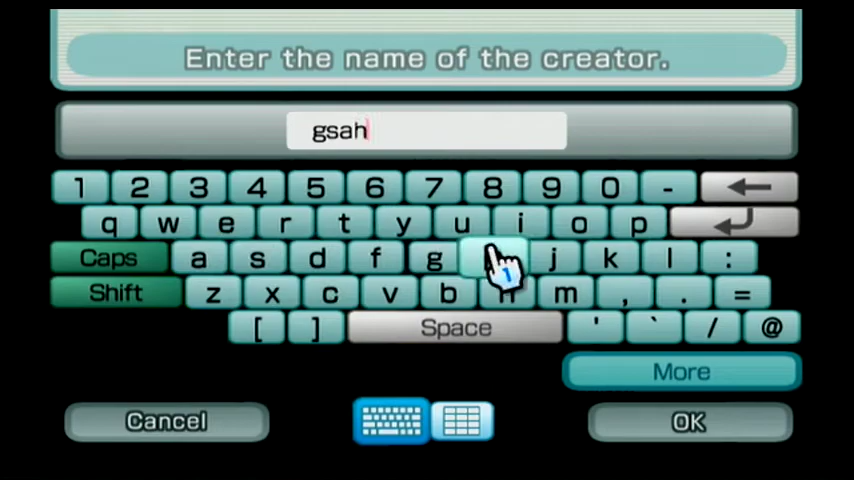 Enter the name of the creator.
gsah
1 2 3 4 5 6 7 8 9 0 -
q w e r t y u i o p
Caps a s d f g j k l :
Shift z x c v b n m , . =
[ ] Space ' ` / @
More
Cancel OK
1